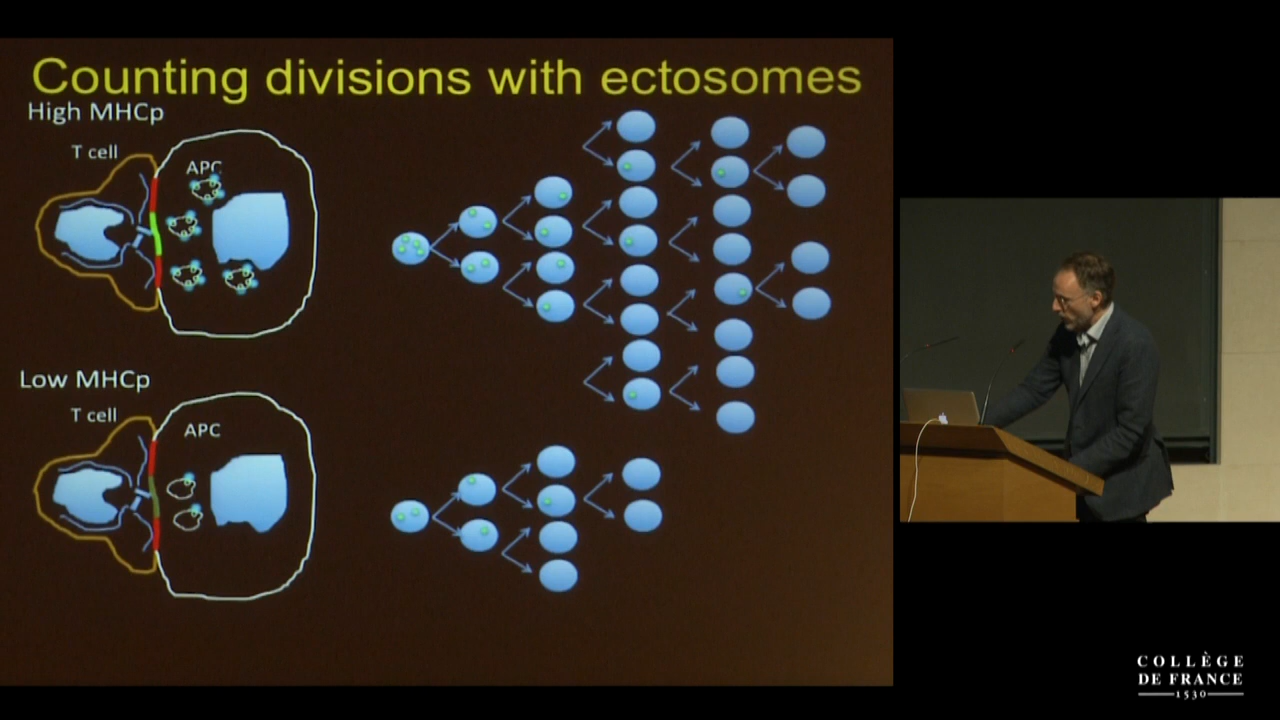 Counting divisions with ectosomes
High MHCp
T cell
APC
Low MHCp
T cell
APC
COLLÈGE
DE FRANCE
1530